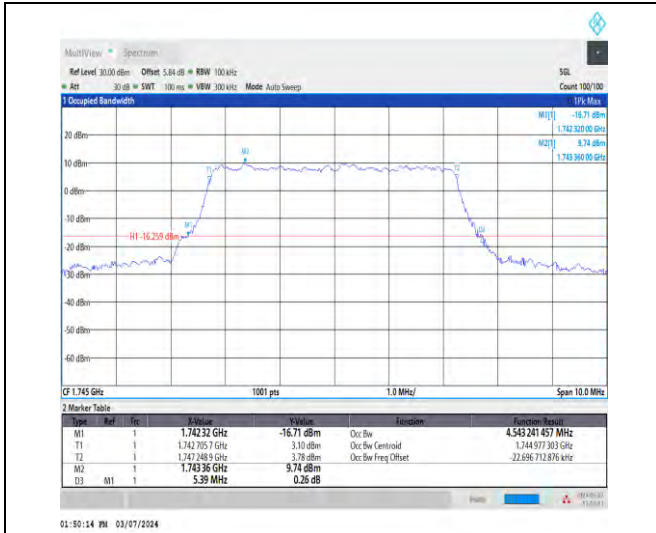 MultiView Spectrum
Ref Level 30.00 dBm Offset 5.84 dB RBW 100 kHz SGL
Att 30 dB SWT 100 ms VBW 300 kHz Mode Auto Sweep Count 100/100
1 Occupied Bandwidth 1Pk Max
M1[1] -16.71 dBm
1.742 320 00 GHz
M2[1] 9.74 dBm
1.743 360 00 GHz
20 dBm
M2
10 dBm
T1 T2
0 dBm
-10 dBm
M1 D3
H1 -16.259 dBm
-20 dBm
-30 dBm
-40 dBm
-50 dBm
-60 dBm
CF 1.745 GHz 1001 pts 1.0 MHz/ Span 10.0 MHz
2 Marker Table
Type Ref Trc X-Value Y-Value Function Function Result
M1 1 1.742 32 GHz -16.71 dBm Occ Bw 4.543 241 457 MHz
T1 1 1.742 705 7 GHz 3.10 dBm Occ Bw Centroid 1.744 977 303 GHz
T2 1 1.747 248 9 GHz 3.78 dBm Occ Bw Freq Offset -22.696 712 876 kHz
M2 1 1.743 36 GHz 9.74 dBm
D3 M1 1 5.39 MHz 0.26 dB
01:50:14 PM 03/07/2024